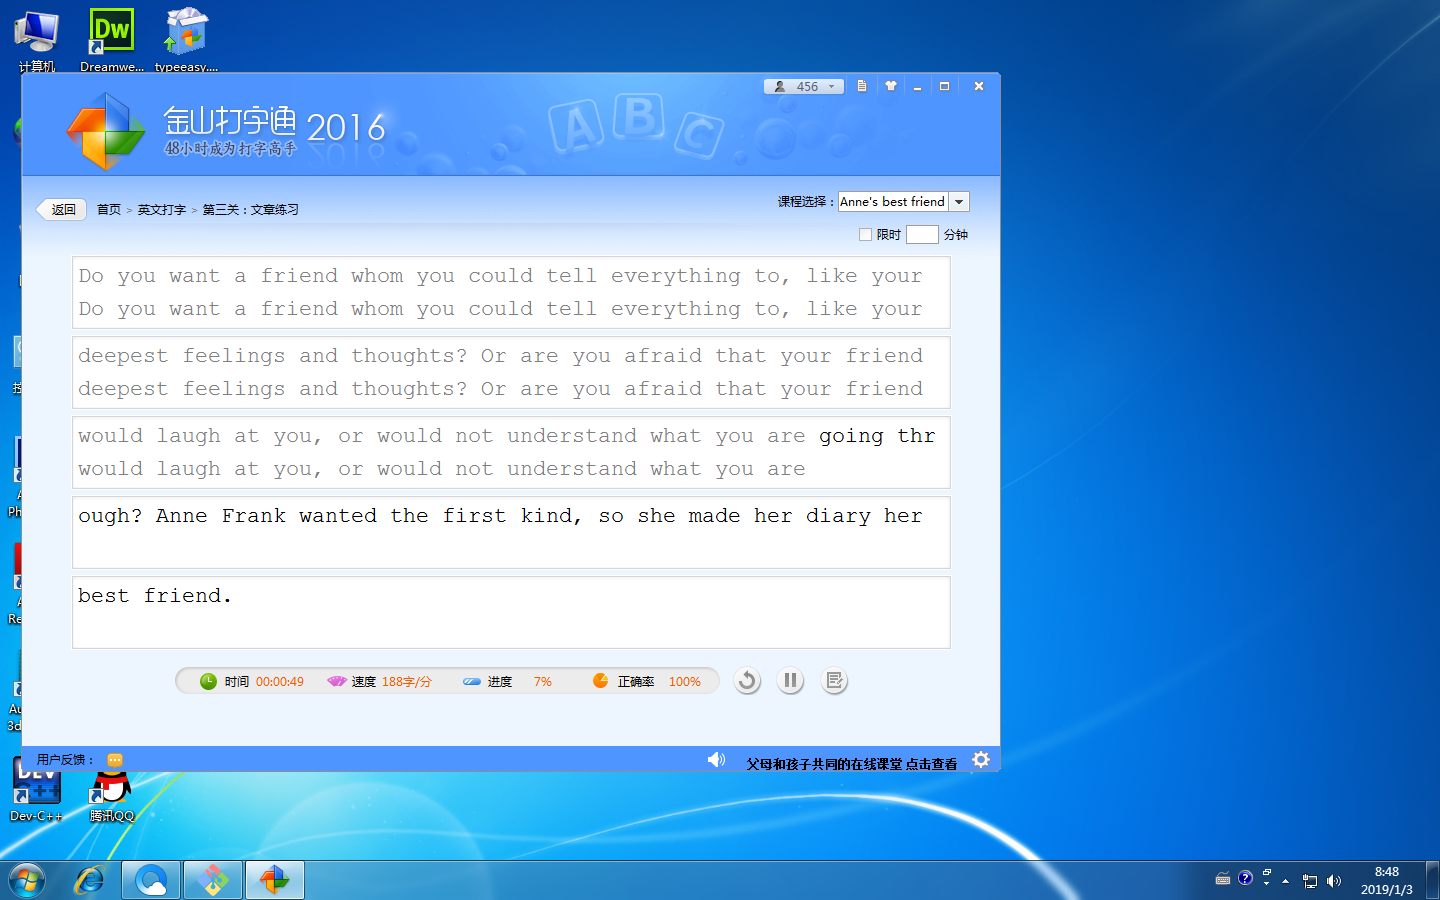 计算机
Dreamwe...
typeeasy....
456
金山打字通 2016
48小时成为打字高手
A B C
返回
首页 > 英文打字 > 第三关：文章练习
课程选择： Anne's best friend
限时 分钟
Do you want a friend whom you could tell everything to, like your
Do you want a friend whom you could tell everything to, like your
deepest feelings and thoughts? Or are you afraid that your friend
deepest feelings and thoughts? Or are you afraid that your friend
would laugh at you, or would not understand what you are going thr
would laugh at you, or would not understand what you are
ough? Anne Frank wanted the first kind, so she made her diary her
best friend.
时间 00:00:49 速度 188字/分 进度 7% 正确率 100%
用户反馈：
父母和孩子共同的在线课堂 点击查看
Ph
Re
Au
3d
DEV
C++
Dev-C++
腾讯QQ
8:48
2019/1/3